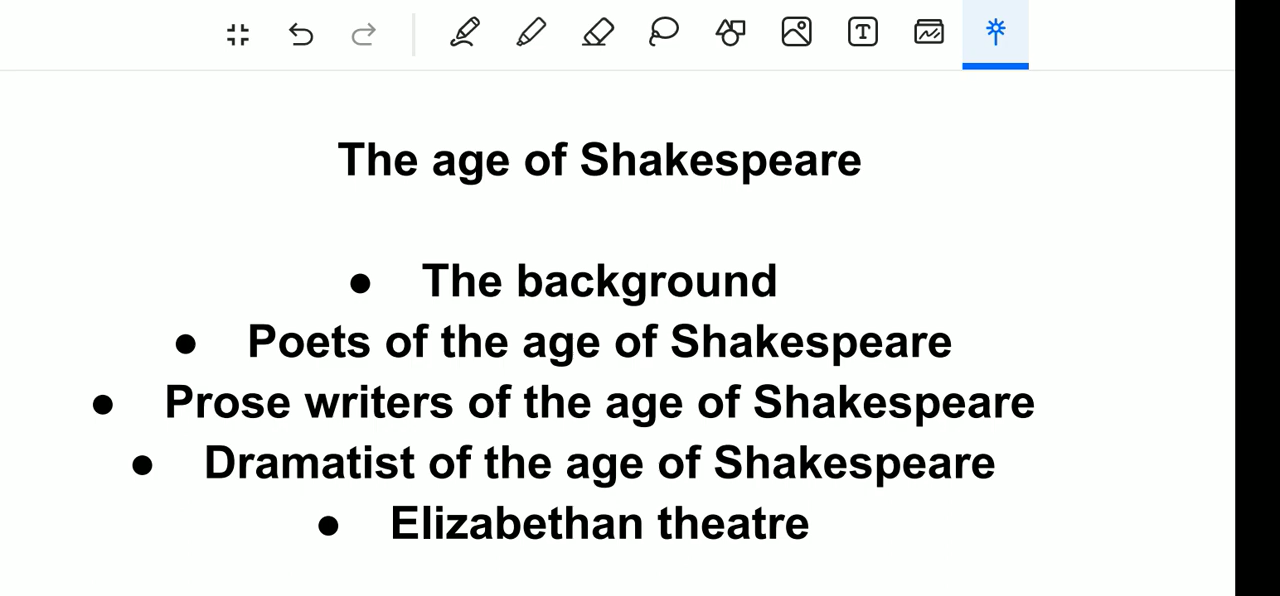 The age of Shakespeare
● The background
● Poets of the age of Shakespeare
● Prose writers of the age of Shakespeare
● Dramatist of the age of Shakespeare
● Elizabethan theatre